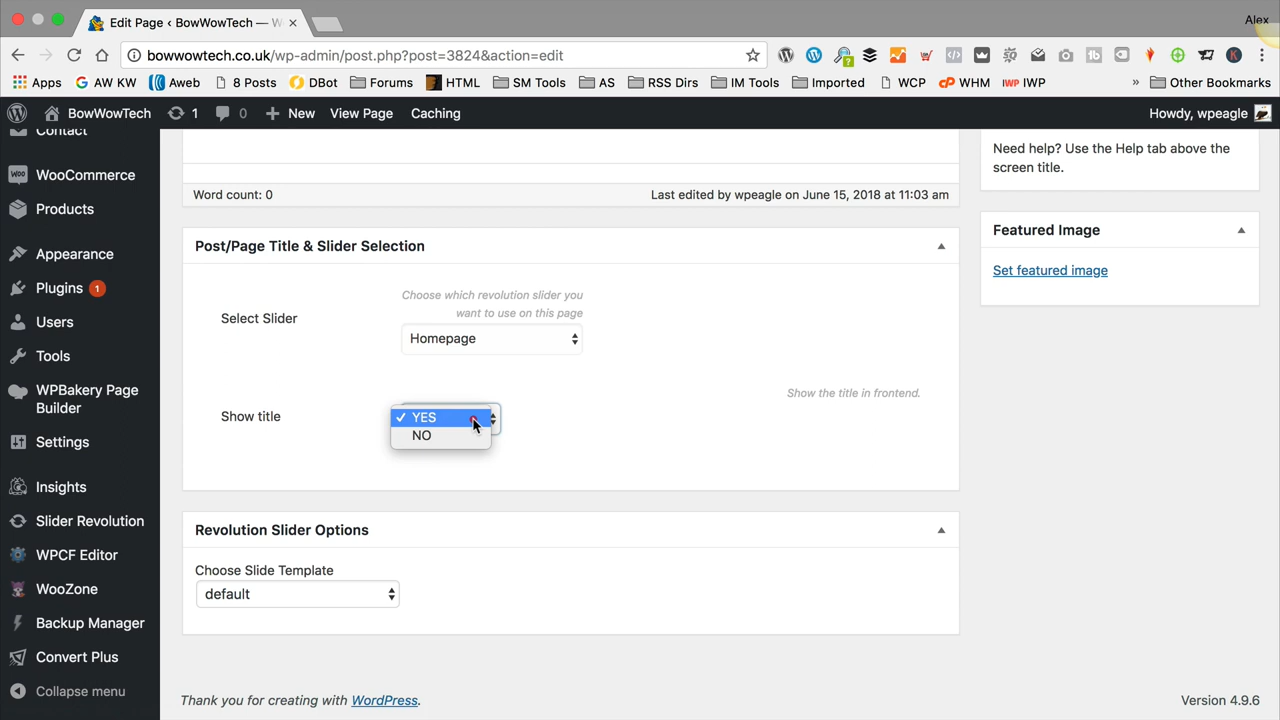 Alex
Edit Page ‹ BowWowTech — W
bowwowtech.co.uk/wp-admin/post.php?post=3824&action=edit
Apps
AW KW
Aweb
8 Posts
DBot
Forums
HTML
SM Tools
AS
RSS Dirs
IM Tools
Imported
WCP
WHM
IWP
»
Other Bookmarks
BowWowTech
1
0
New
View Page
Caching
Howdy, wpeagle
Contact
WooCommerce
Products
Appearance
Plugins 1
Users
Tools
WPBakery Page
Builder
Settings
Insights
Slider Revolution
WPCF Editor
WooZone
Backup Manager
Convert Plus
Collapse menu
Word count: 0
Last edited by wpeagle on June 15, 2018 at 11:03 am
Post/Page Title & Slider Selection
Choose which revolution slider you
want to use on this page
Select Slider
Homepage
Show the title in frontend.
Show title
✓ YES
NO
Revolution Slider Options
Choose Slide Template
default
Thank you for creating with WordPress.
Version 4.9.6
Need help? Use the Help tab above the
screen title.
Featured Image
Set featured image